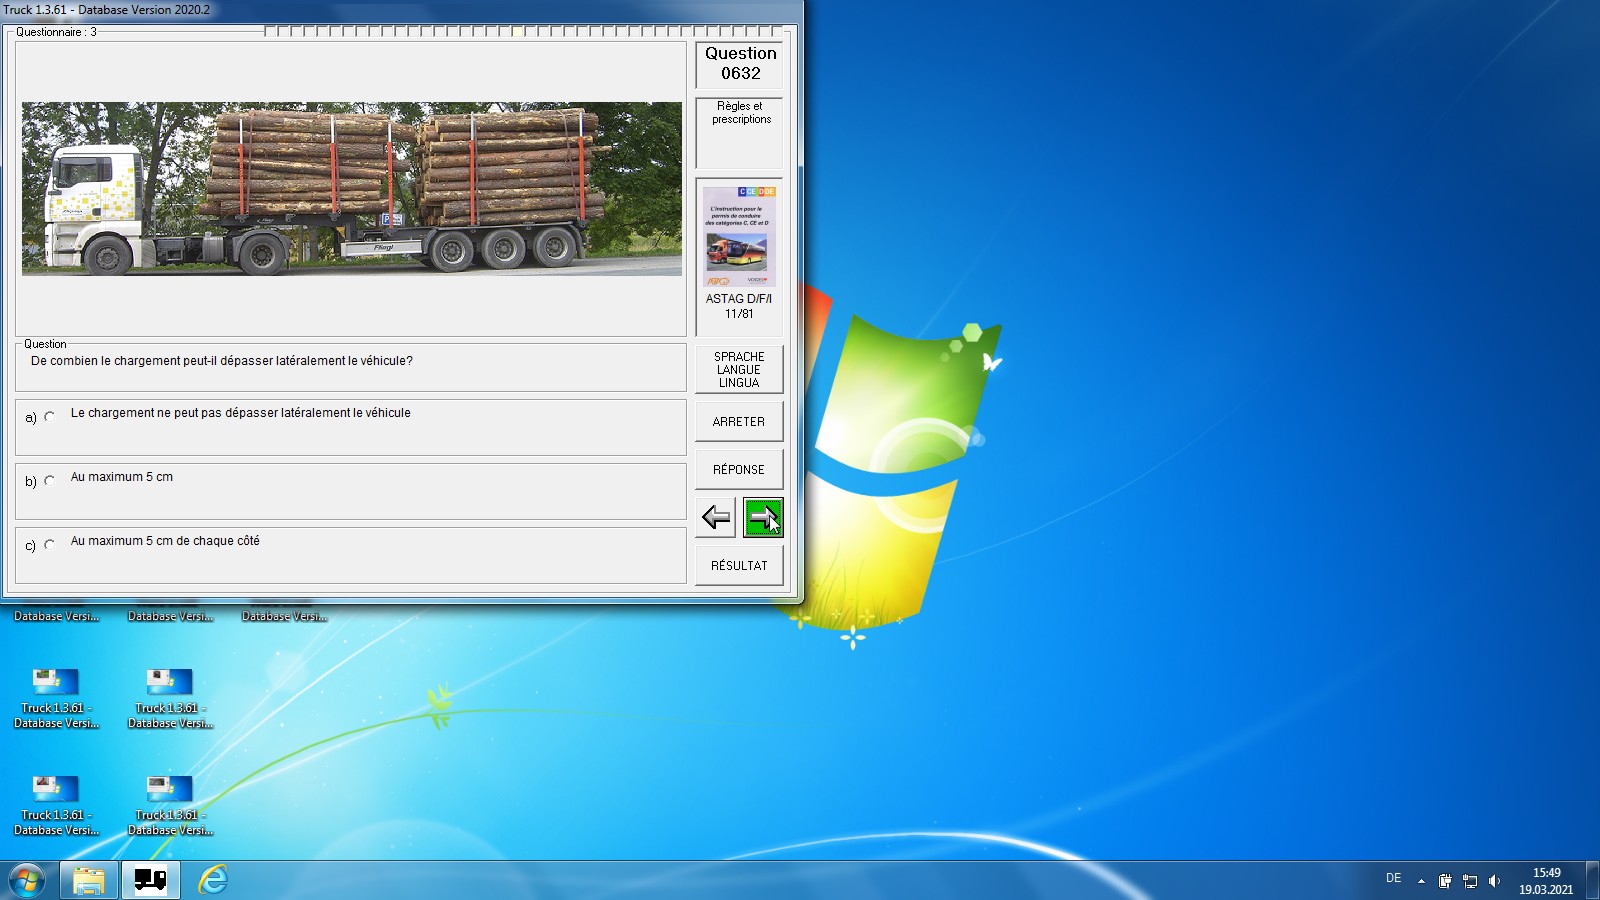 Truck 1.3.61 - Database Version 2020.2
Questionnaire : 3
Question
0632
Règles et
prescriptions
C CE D DE
L'instruction pour le
permis de conduire
des catégories C, CE et D
ASTAG D/F/I
11/81
Fliegl
P
Question
De combien le chargement peut-il dépasser latéralement le véhicule?
a)
Le chargement ne peut pas dépasser latéralement le véhicule
b)
Au maximum 5 cm
c)
Au maximum 5 cm de chaque côté
SPRACHE
LANGUE
LINGUA
ARRETER
RÉPONSE
RÉSULTAT
Database Versi...
Database Versi...
Database Versi...
Truck 1.3.61 -
Database Versi...
Truck 1.3.61 -
Database Versi...
Truck 1.3.61 -
Database Versi...
Truck 1.3.61 -
Database Versi...
DE
15:49
19.03.2021